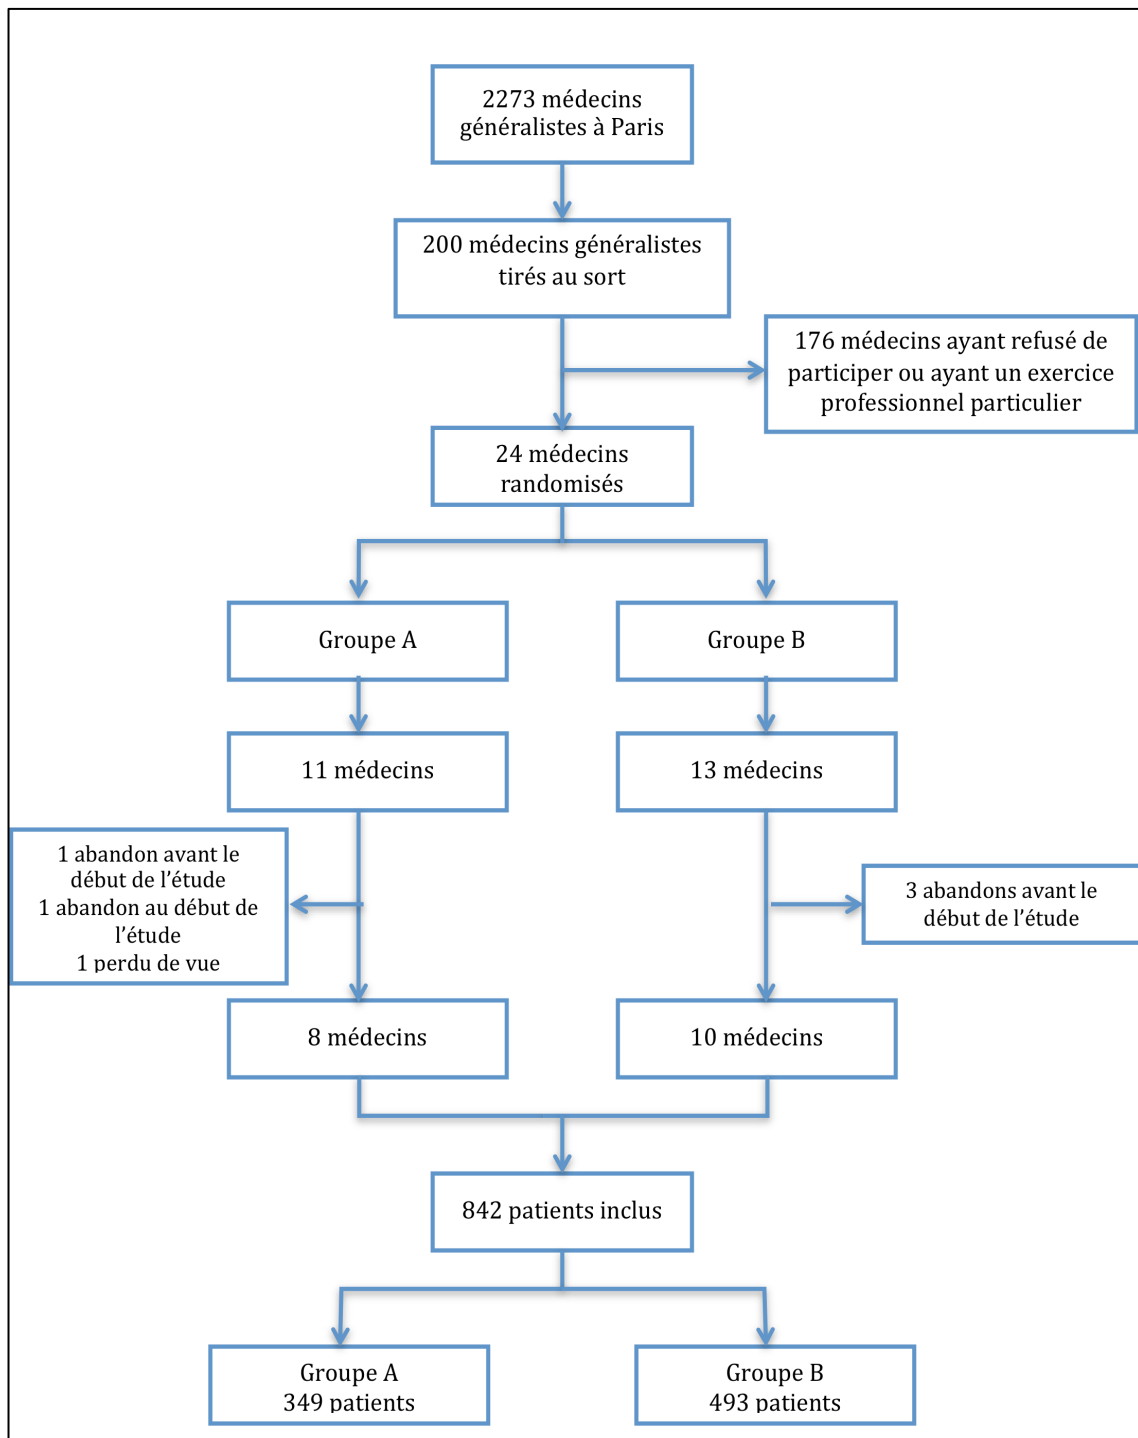 2273 médecins
généralistes à Paris
200 médecins généralistes
tirés au sort
176 médecins ayant refusé de
participer ou ayant un exercice
professionnel particulier
24 médecins
randomisés
Groupe A
Groupe B
11 médecins
13 médecins
1 abandon avant le
début de l’étude
1 abandon au début de
l’étude
1 perdu de vue
3 abandons avant le
début de l’étude
8 médecins
10 médecins
842 patients inclus
Groupe A
349 patients
Groupe B
493 patients